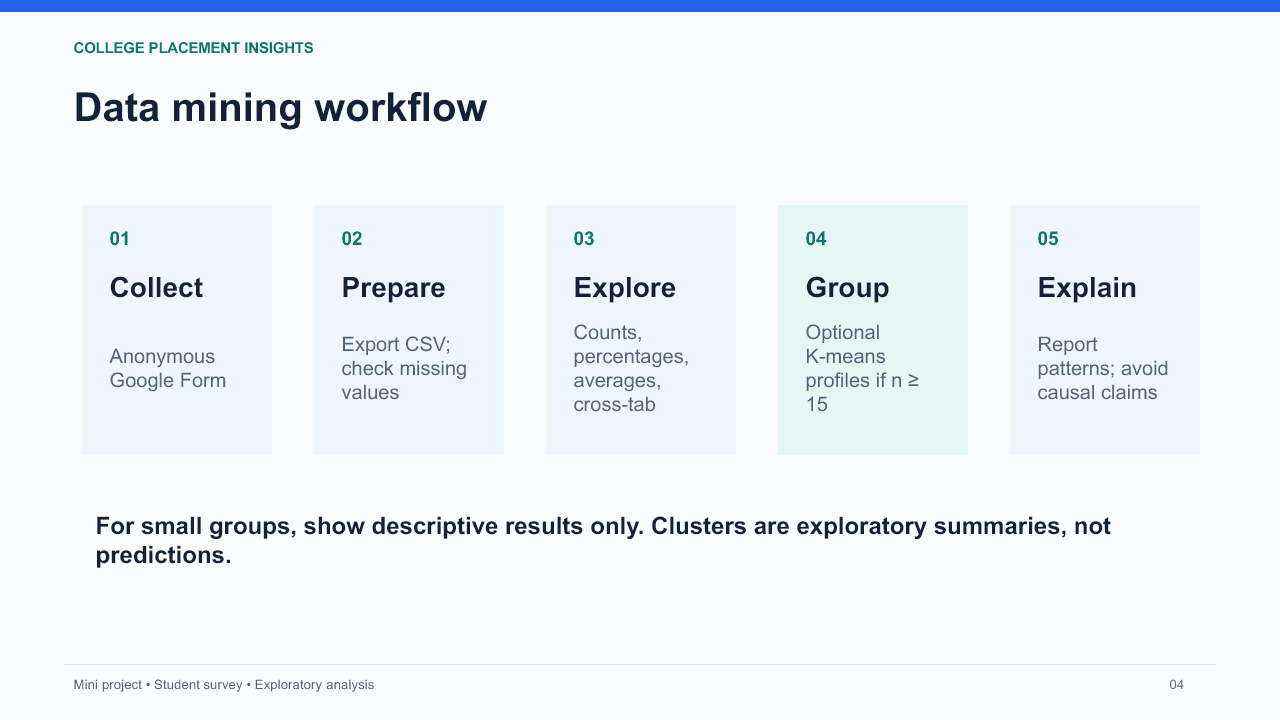 COLLEGE PLACEMENT INSIGHTS
Data mining workflow
01
Collect
Anonymous
Google Form
02
Prepare
Export CSV;
check missing
values
03
Explore
Counts,
percentages,
averages,
cross-tab
04
Group
Optional
K-means
profiles if n ≥
15
05
Explain
Report
patterns; avoid
causal claims
For small groups, show descriptive results only. Clusters are exploratory summaries, not
predictions.
Mini project • Student survey • Exploratory analysis
04